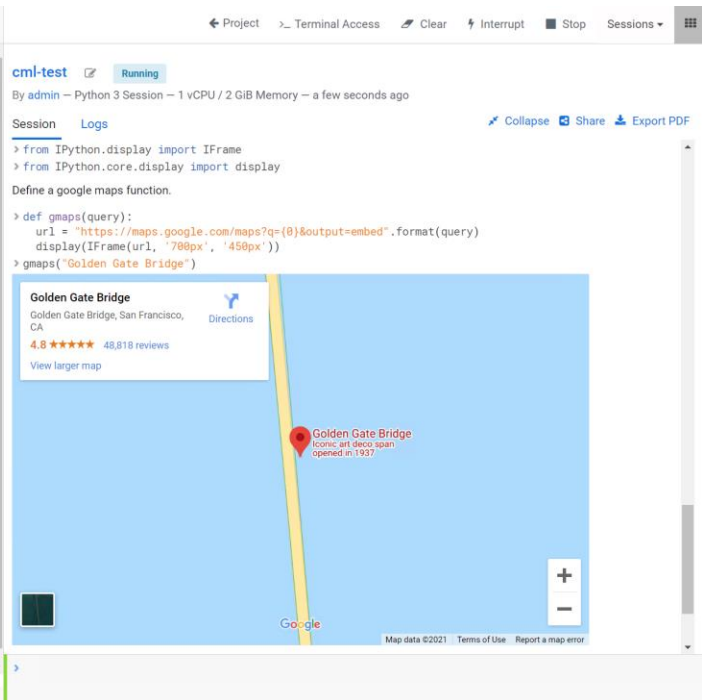 Project
>_ Terminal Access
Clear
Interrupt
Stop
Sessions
cml-test
Running
By admin — Python 3 Session — 1 vCPU / 2 GiB Memory — a few seconds ago
Session
Logs
Collapse
Share
Export PDF
> from IPython.display import IFrame
> from IPython.core.display import display
Define a google maps function.
> def gmaps(query):
url = "https://maps.google.com/maps?q={0}&output=embed".format(query)
display(IFrame(url, '700px', '450px'))
> gmaps("Golden Gate Bridge")
Golden Gate Bridge
Golden Gate Bridge, San Francisco,
CA
4.8 ★★★★★ 48,818 reviews
View larger map
Directions
Golden Gate Bridge
Iconic art deco span
opened in 1937
+
−
Google
Map data ©2021 Terms of Use Report a map error
>